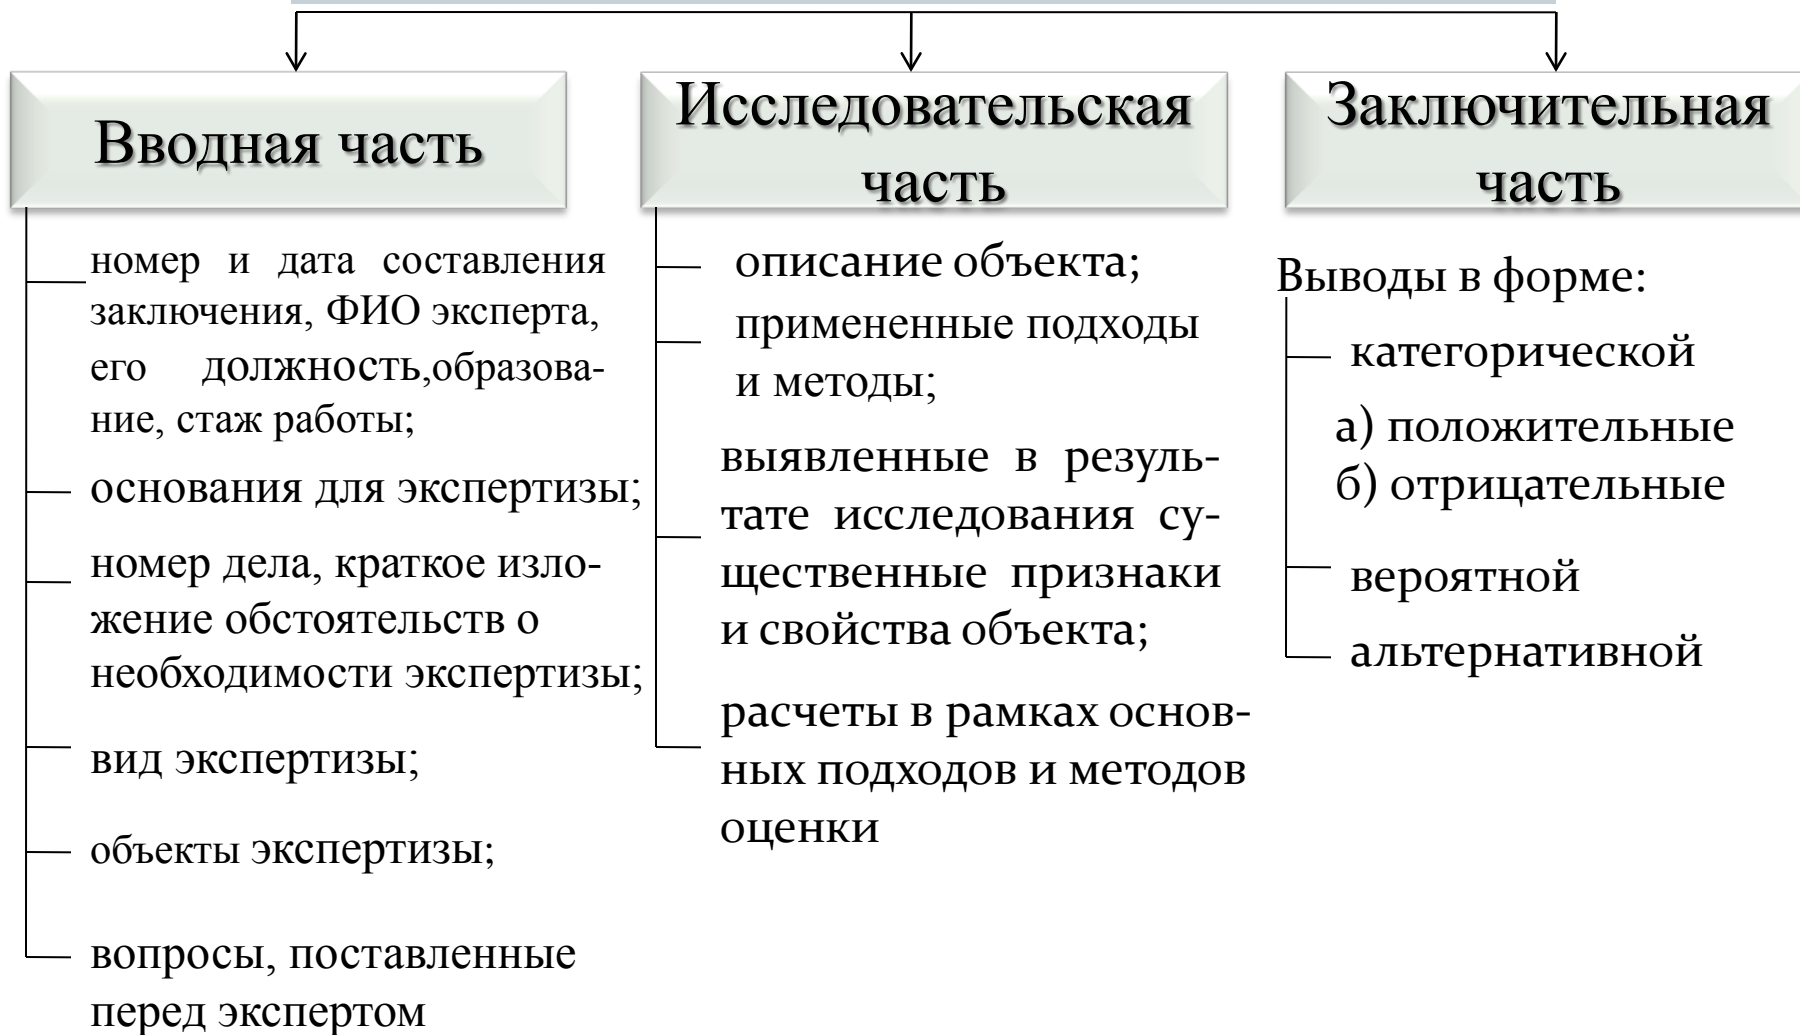 Вводная часть
номер и дата составления
заключения, ФИО эксперта,
его должность,образова-
ние, стаж работы;
основания для экспертизы;
номер дела, краткое изло-
жение обстоятельств о
необходимости экспертизы;
вид экспертизы;
объекты экспертизы;
вопросы, поставленные
перед экспертом
Исследовательская
часть
описание объекта;
примененные подходы
и методы;
выявленные в резуль-
тате исследования су-
щественные признаки
и свойства объекта;
расчеты в рамках основ-
ных подходов и методов
оценки
Заключительная
часть
Выводы в форме:
категорической
а) положительные
б) отрицательные
вероятной
альтернативной